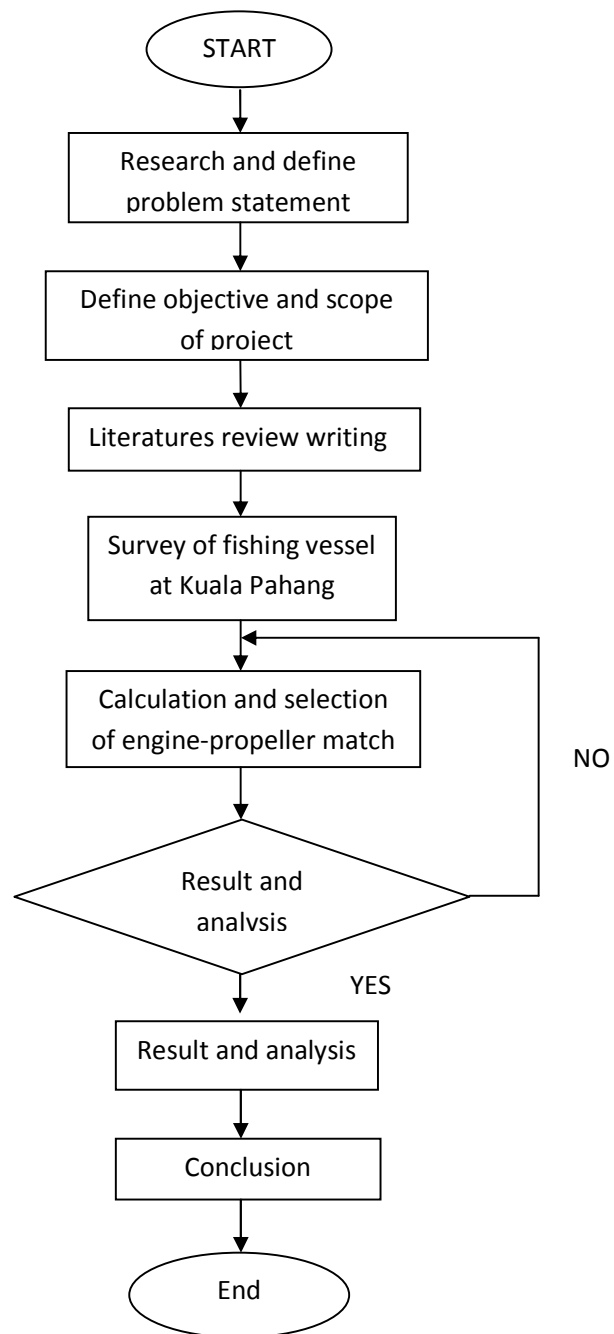 START
Research and define
problem statement
Define objective and scope
of project
Literatures review writing
Survey of fishing vessel
at Kuala Pahang
Calculation and selection
of engine-propeller match
NO
Result and
analysis
YES
Result and analysis
Conclusion
End